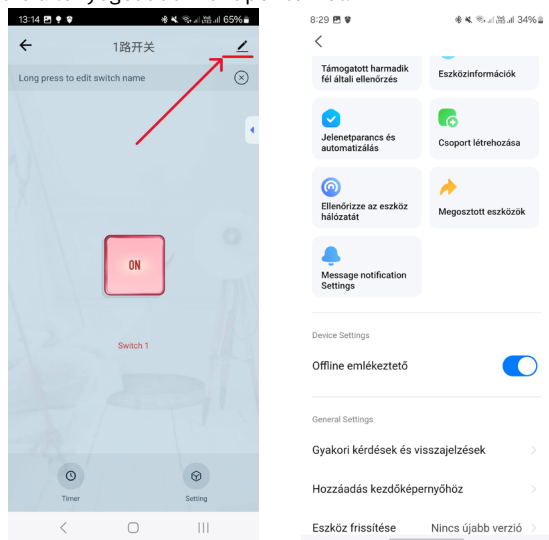 13:14 65%
1路开关
Long press to edit switch name
ON
Switch 1
Timer
Setting
8:29 34%
Támogatott harmadik
fél általi ellenőrzés
Eszközinformációk
Jelenetparancs és
automatizálás
Csoport létrehozása
Ellenőrizze az eszköz
hálózatát
Megosztott eszközök
Message notification
Settings
Device Settings
Offline emlékeztető
General Settings
Gyakori kérdések és visszajelzések
Hozzáadás kezdőképernyőhöz
Eszköz frissítése Nincs újabb verzió